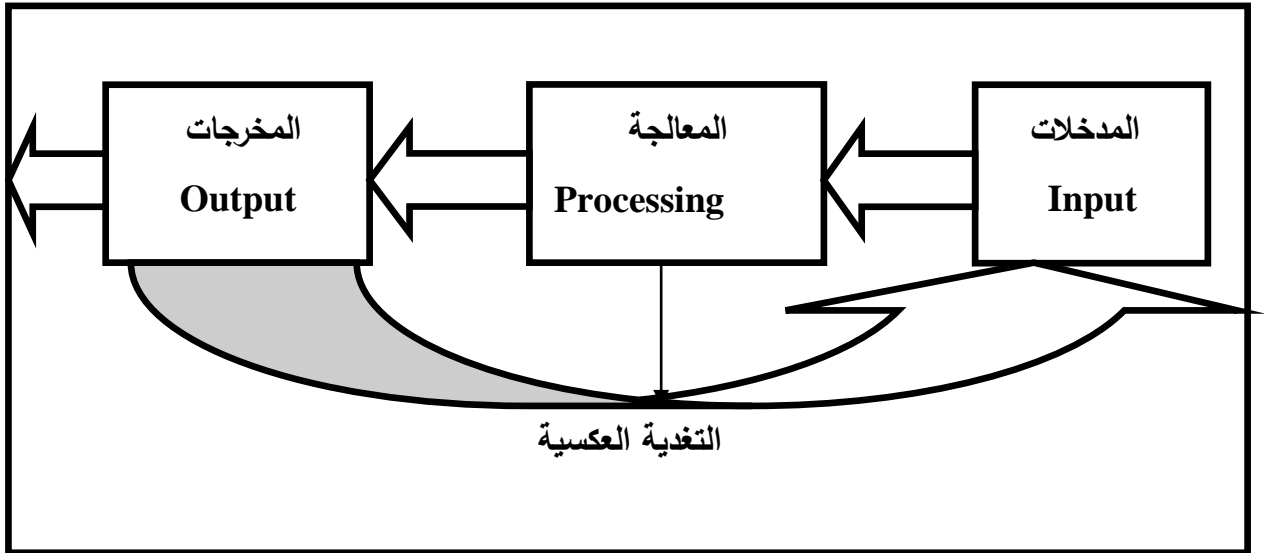 المدخلات
Input
المعالجة
Processing
المخرجات
Output
التغدية العكسية